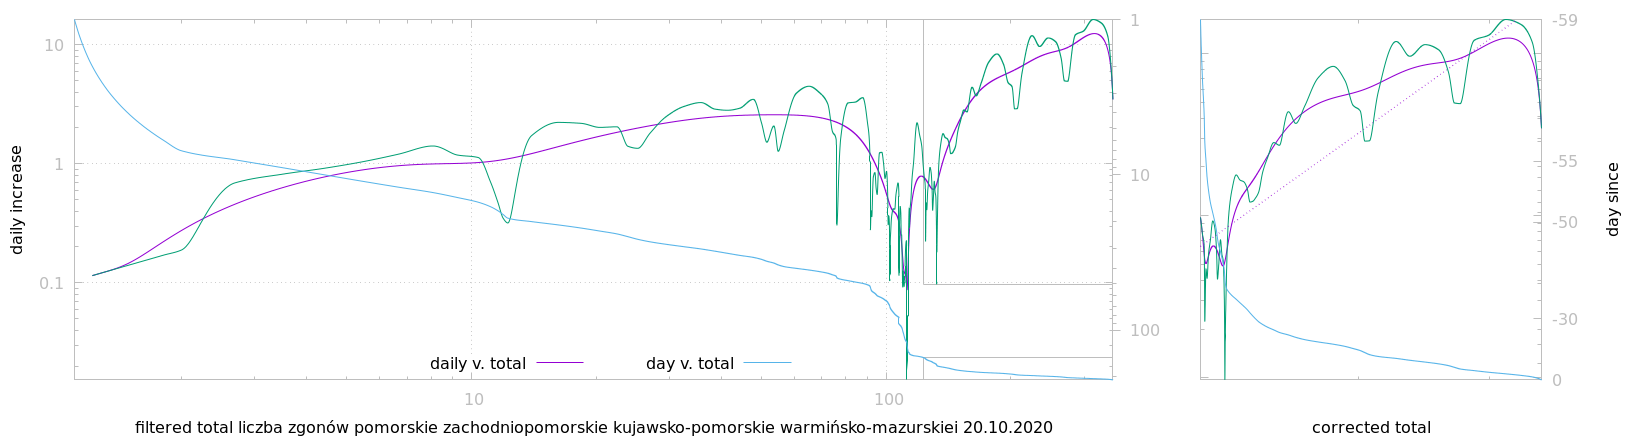 10
1
0.1
daily increase
1
10
100
daily v. total
day v. total
10
100
filtered total liczba zgonów pomorskie zachodniopomorskie kujawsko-pomorskie warmińsko-mazurskiei 20.10.2020
-59
-55
-50
-30
0
day since
corrected total